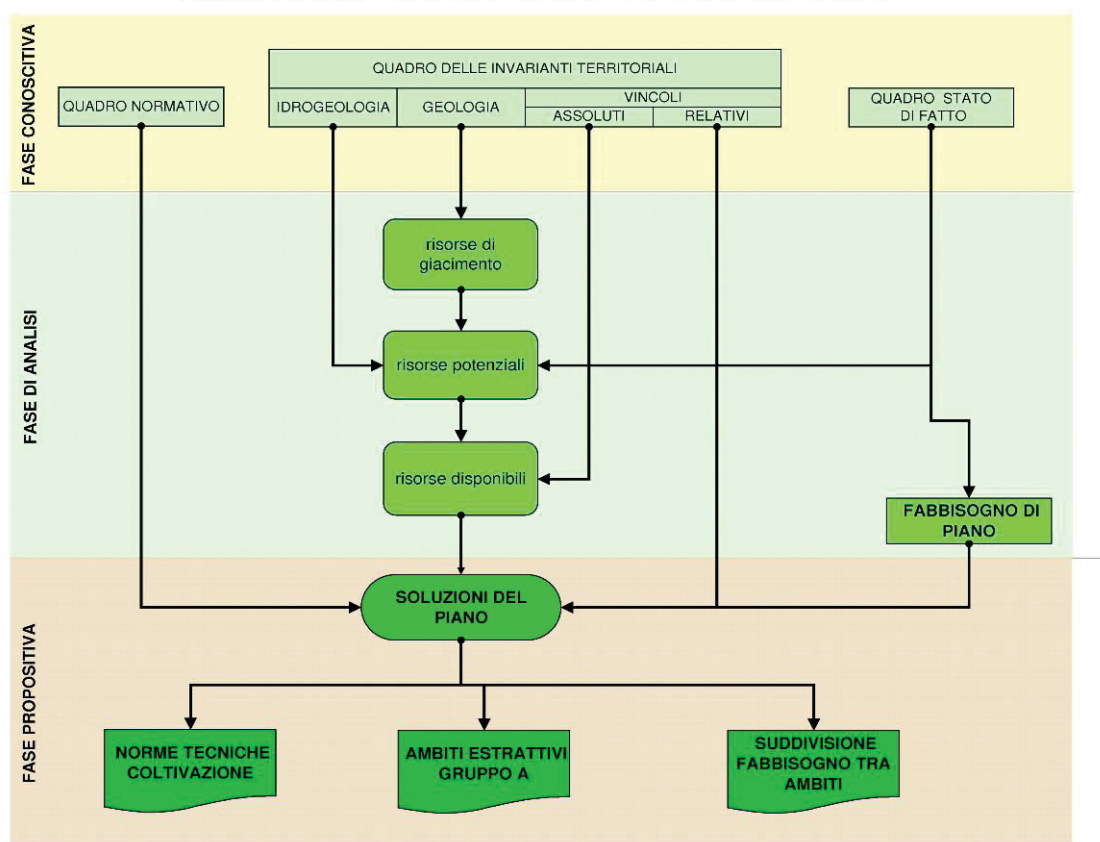 FASE CONOSCITIVA
QUADRO NORMATIVO
QUADRO DELLE INVARIANTI TERRITORIALI
IDROGEOLOGIA
GEOLOGIA
VINCOLI
ASSOLUTI
RELATIVI
QUADRO STATO
DI FATTO
FASE DI ANALISI
risorse di
giacimento
risorse potenziali
risorse disponibili
FABBISOGNO DI
PIANO
FASE PROPOSITIVA
SOLUZIONI DEL
PIANO
NORME TECNICHE
COLTIVAZIONE
AMBITI ESTRATTIVI
GRUPPO A
SUDDIVISIONE
FABBISOGNO TRA
AMBITI